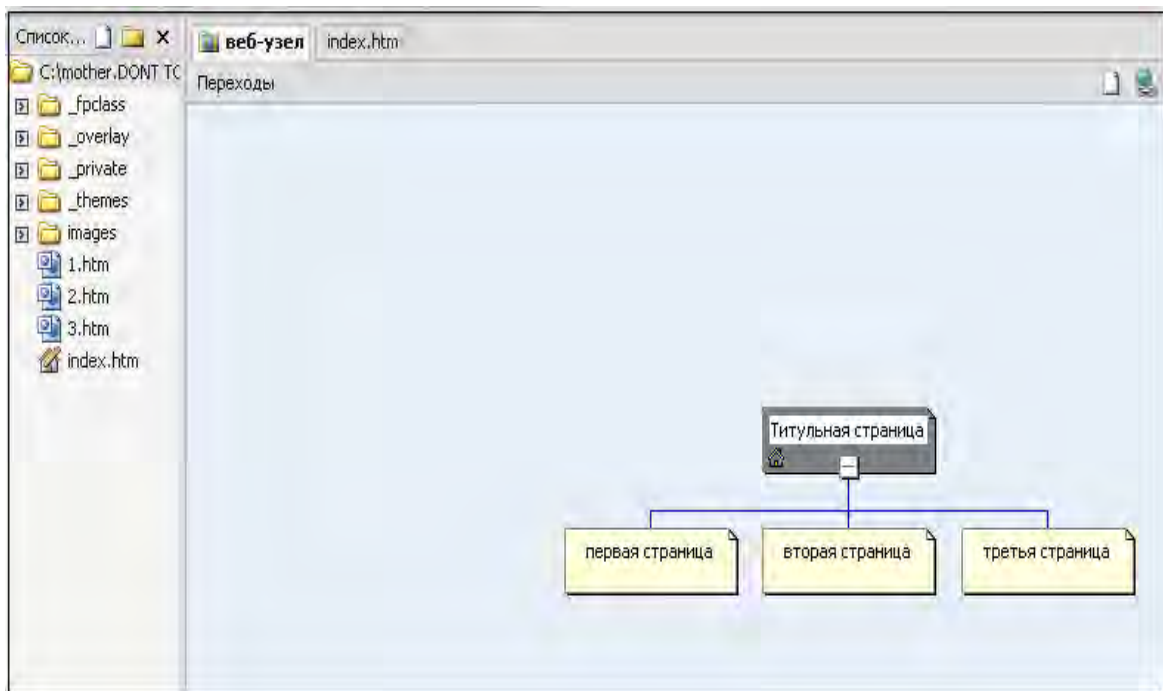 Список...
C:\mother.DONT TC
_fpclass
_overlay
_private
_themes
images
1.htm
2.htm
3.htm
index.htm
веб-узел index.htm
Переходы
Титульная страница
первая страница вторая страница третья страница